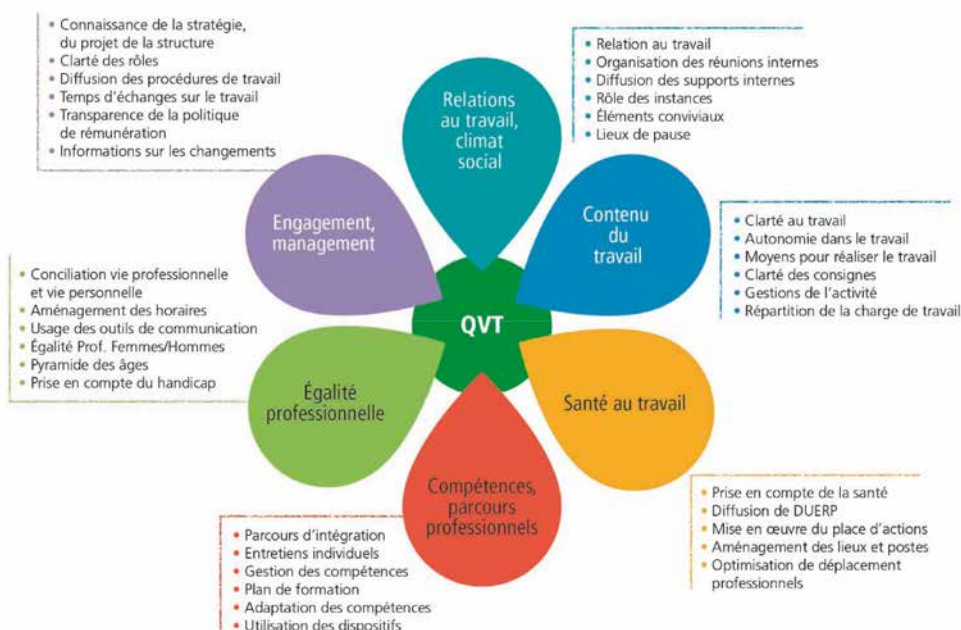 • Connaissance de la stratégie,
du projet de la structure
• Clarté des rôles
• Diffusion des procédures de travail
• Temps d'échanges sur le travail
• Transparence de la politique
de rémunération
• Informations sur les changements
Relations
au travail,
climat
social
• Relation au travail
• Organisation des réunions internes
• Diffusion des supports internes
• Rôle des instances
• Éléments conviviaux
• Lieux de pause
Engagement,
management
Contenu
du
travail
• Clarté au travail
• Autonomie dans le travail
• Moyens pour réaliser le travail
• Clarté des consignes
• Gestions de l'activité
• Répartition de la charge de travail
• Conciliation vie professionnelle
et vie personnelle
• Aménagement des horaires
• Usage des outils de communication
• Égalité Prof. Femmes/Hommes
• Pyramide des âges
• Prise en compte du handicap
QVT
Égalité
professionnelle
Santé au travail
Compétences,
parcours
professionnels
• Prise en compte de la santé
• Diffusion de DUERP
• Mise en œuvre du place d'actions
• Aménagement des lieux et postes
• Optimisation de déplacement
professionnels
• Parcours d'intégration
• Entretiens individuels
• Gestion des compétences
• Plan de formation
• Adaptation des compétences
• Utilisation des dispositifs